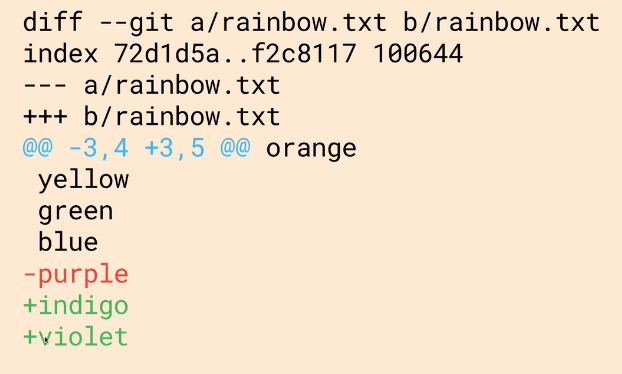 diff --git a/rainbow.txt b/rainbow.txt
index 72d1d5a..f2c8117 100644
--- a/rainbow.txt
+++ b/rainbow.txt
@@ -3,4 +3,5 @@ orange
 yellow
 green
 blue
-purple
+indigo
+violet